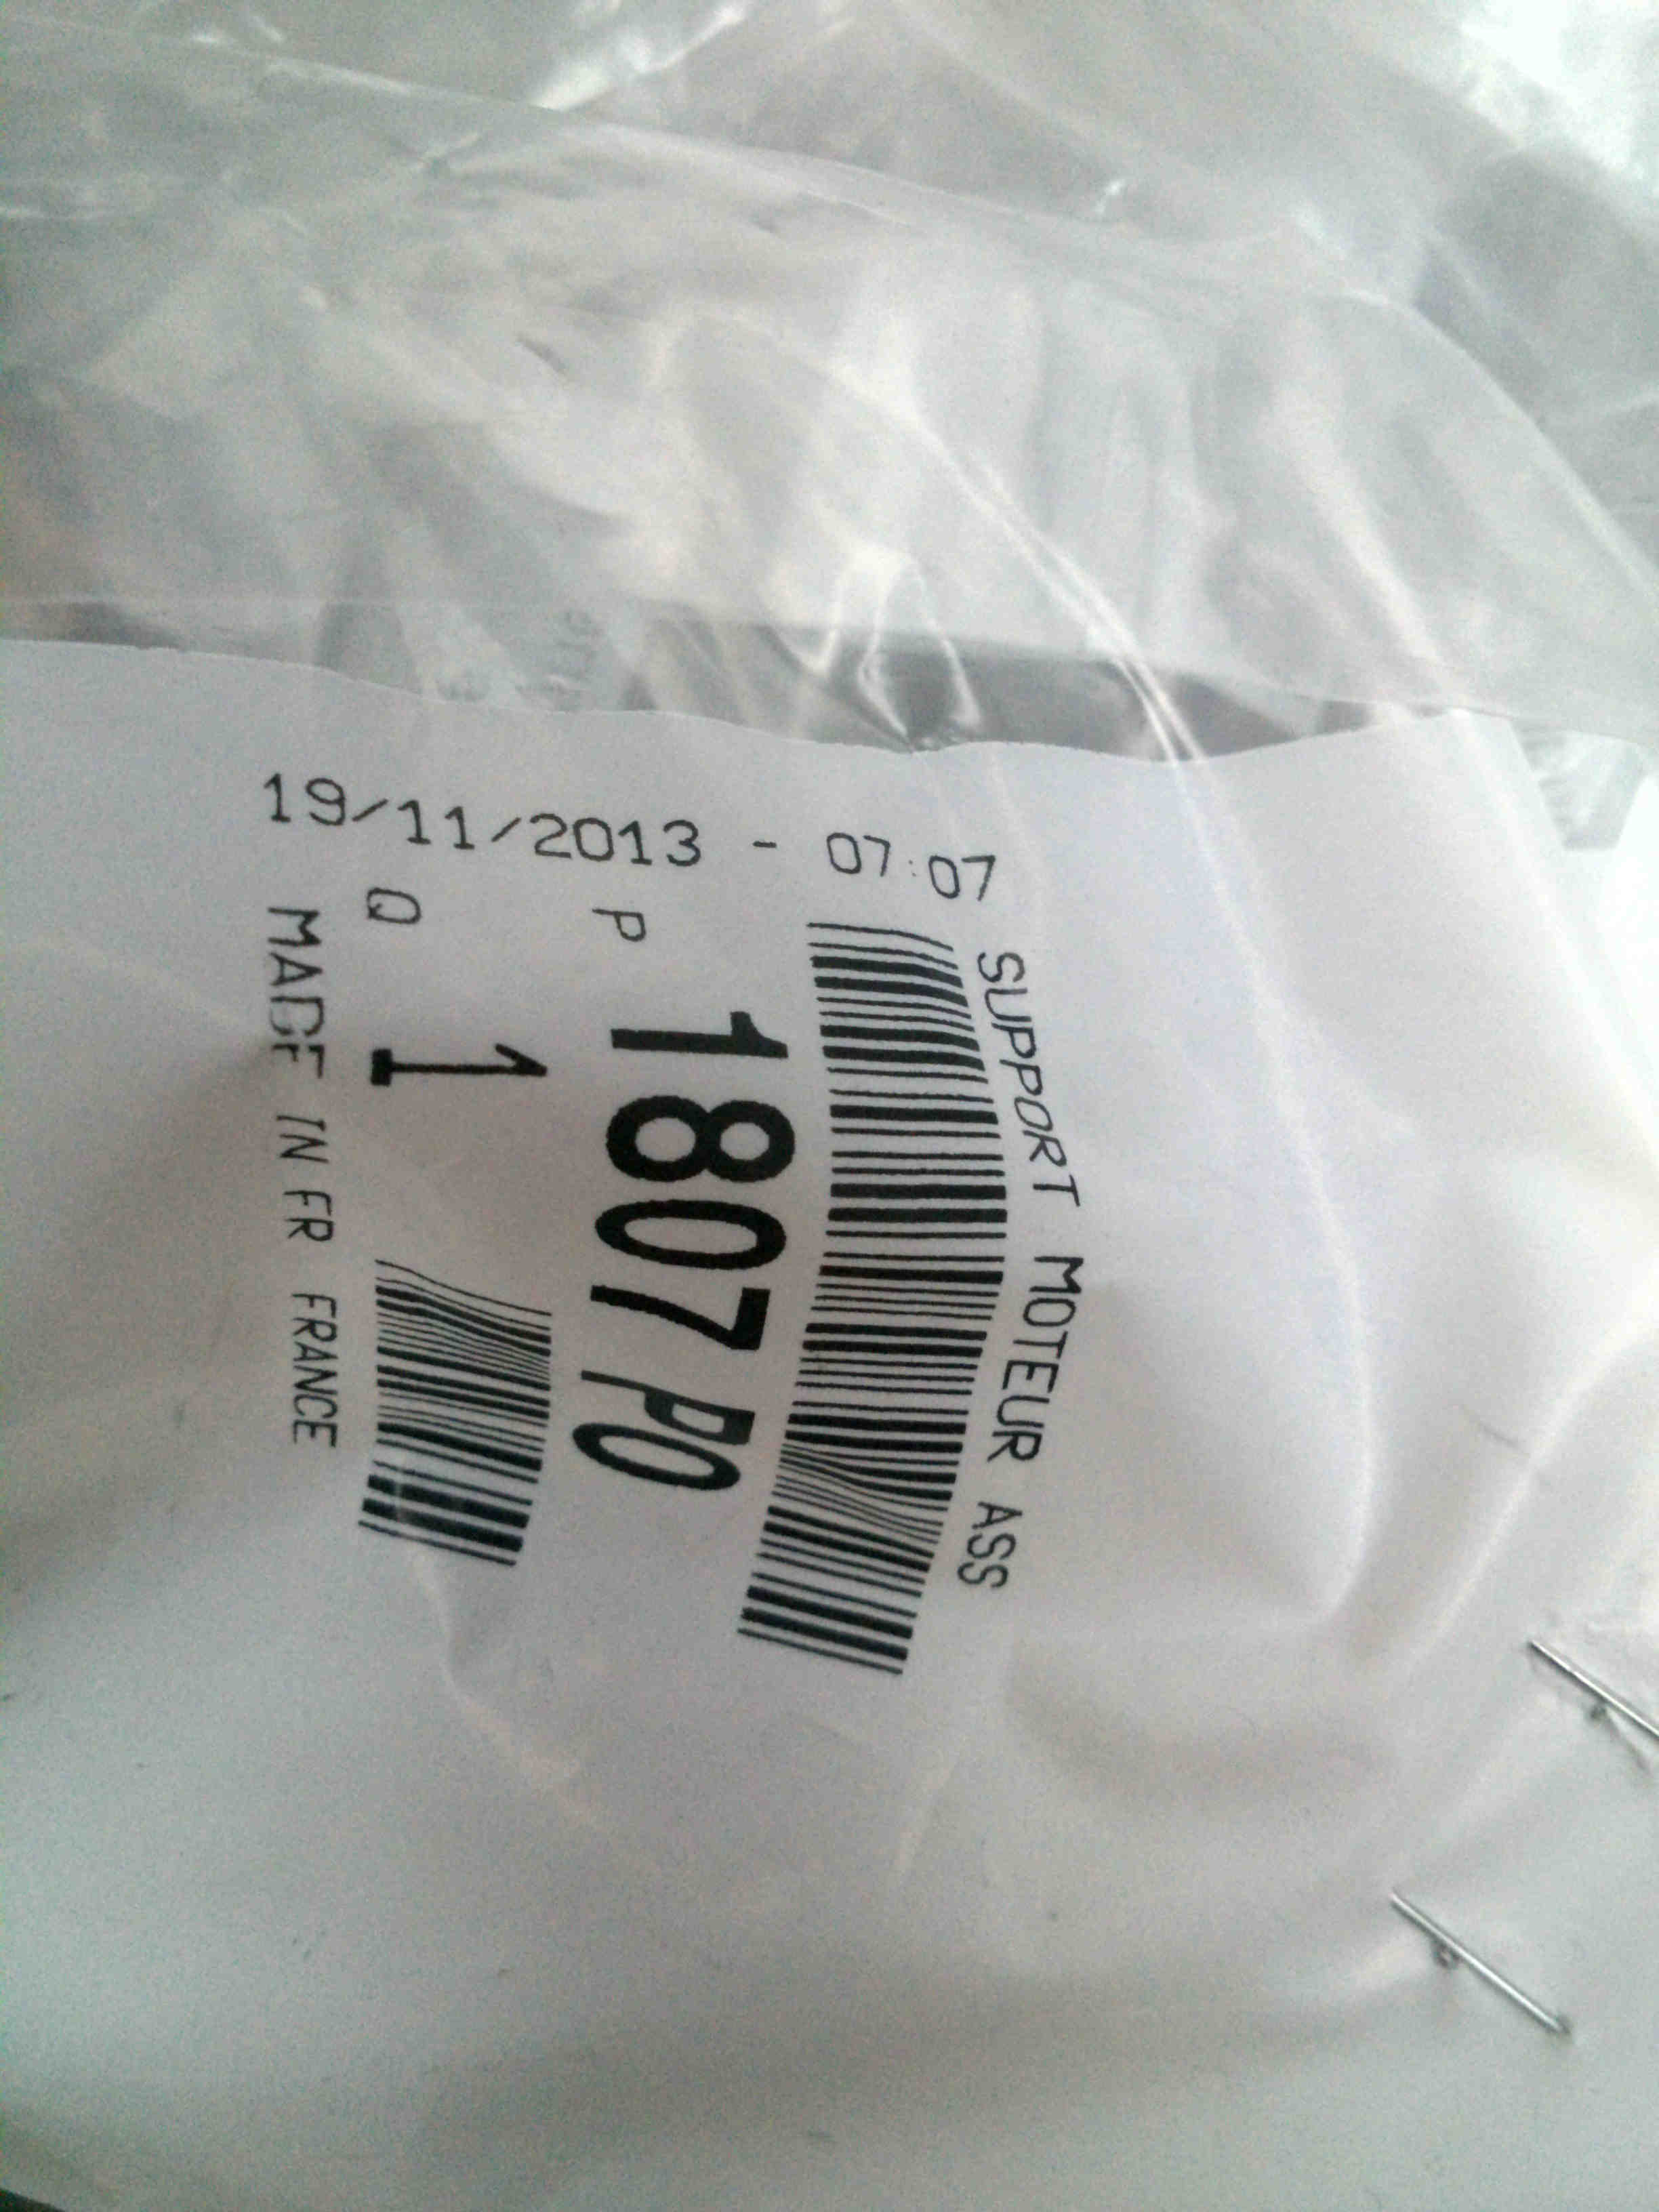 19/11/2013 - 07:07
SUPPORT MOTEUR ASS
P 1807 P0
Q 1
MADE IN FR FRANCE